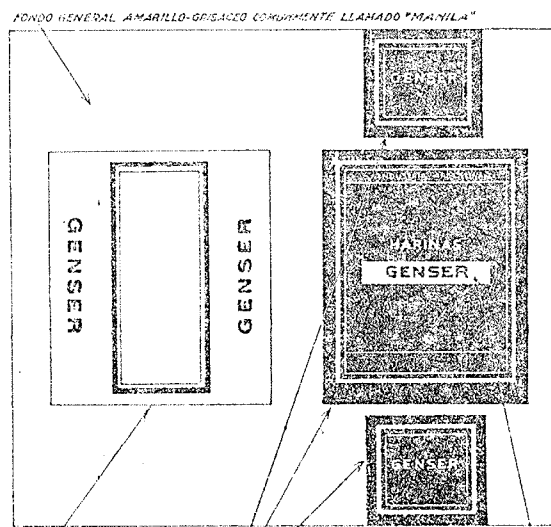 FONDO GENERAL AMARILLO-GRISACEO COMUNMENTE LLAMADO "MANILA"
GENSER
GENSER
GENSER
HARINAS
GENSER
GENSER